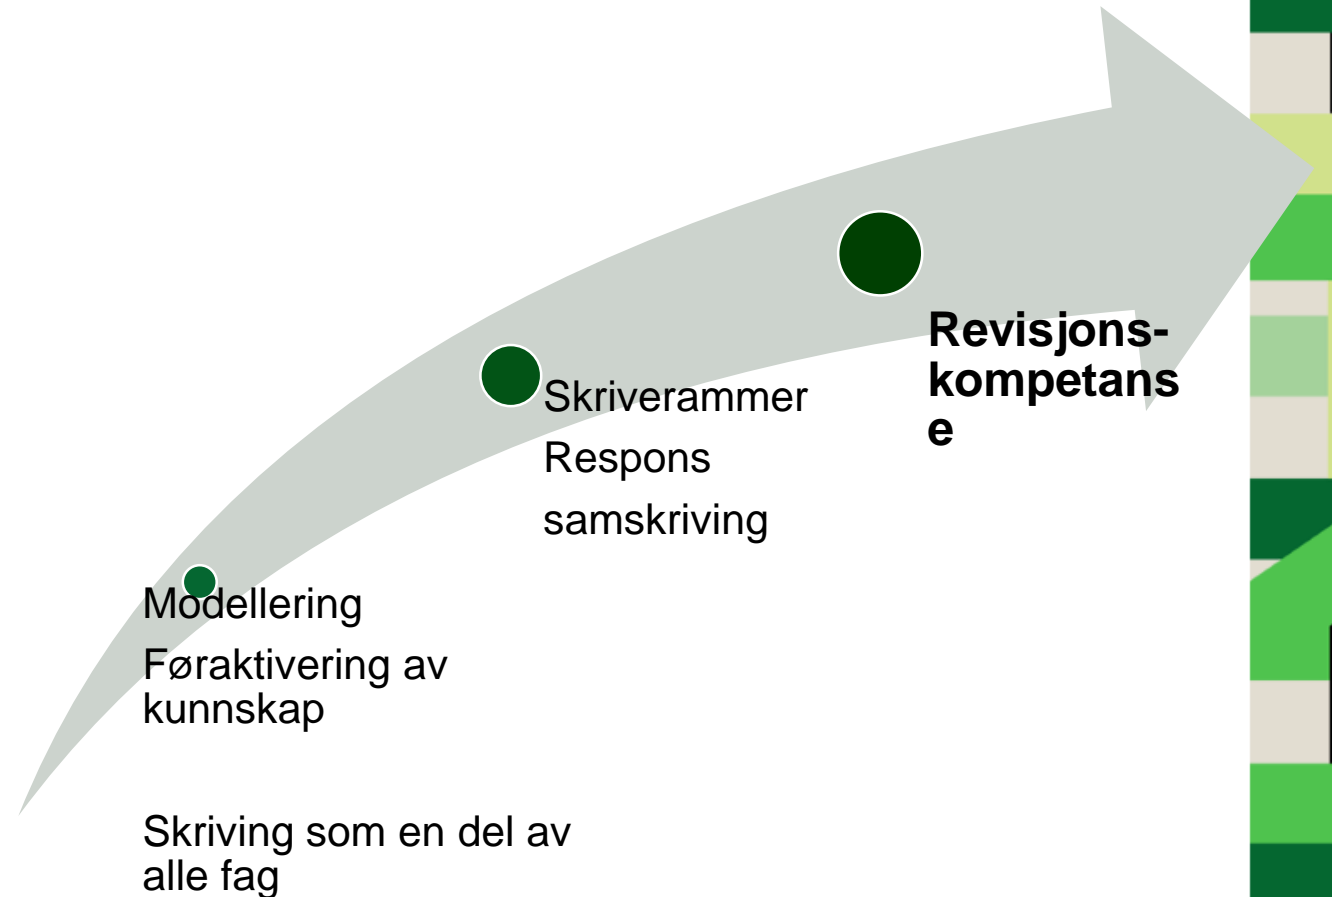 Modellering
Føraktivering av
kunnskap
Skriving som en del av
alle fag
Skriverammer
Respons
samskriving
Revisjons-
kompetans
e